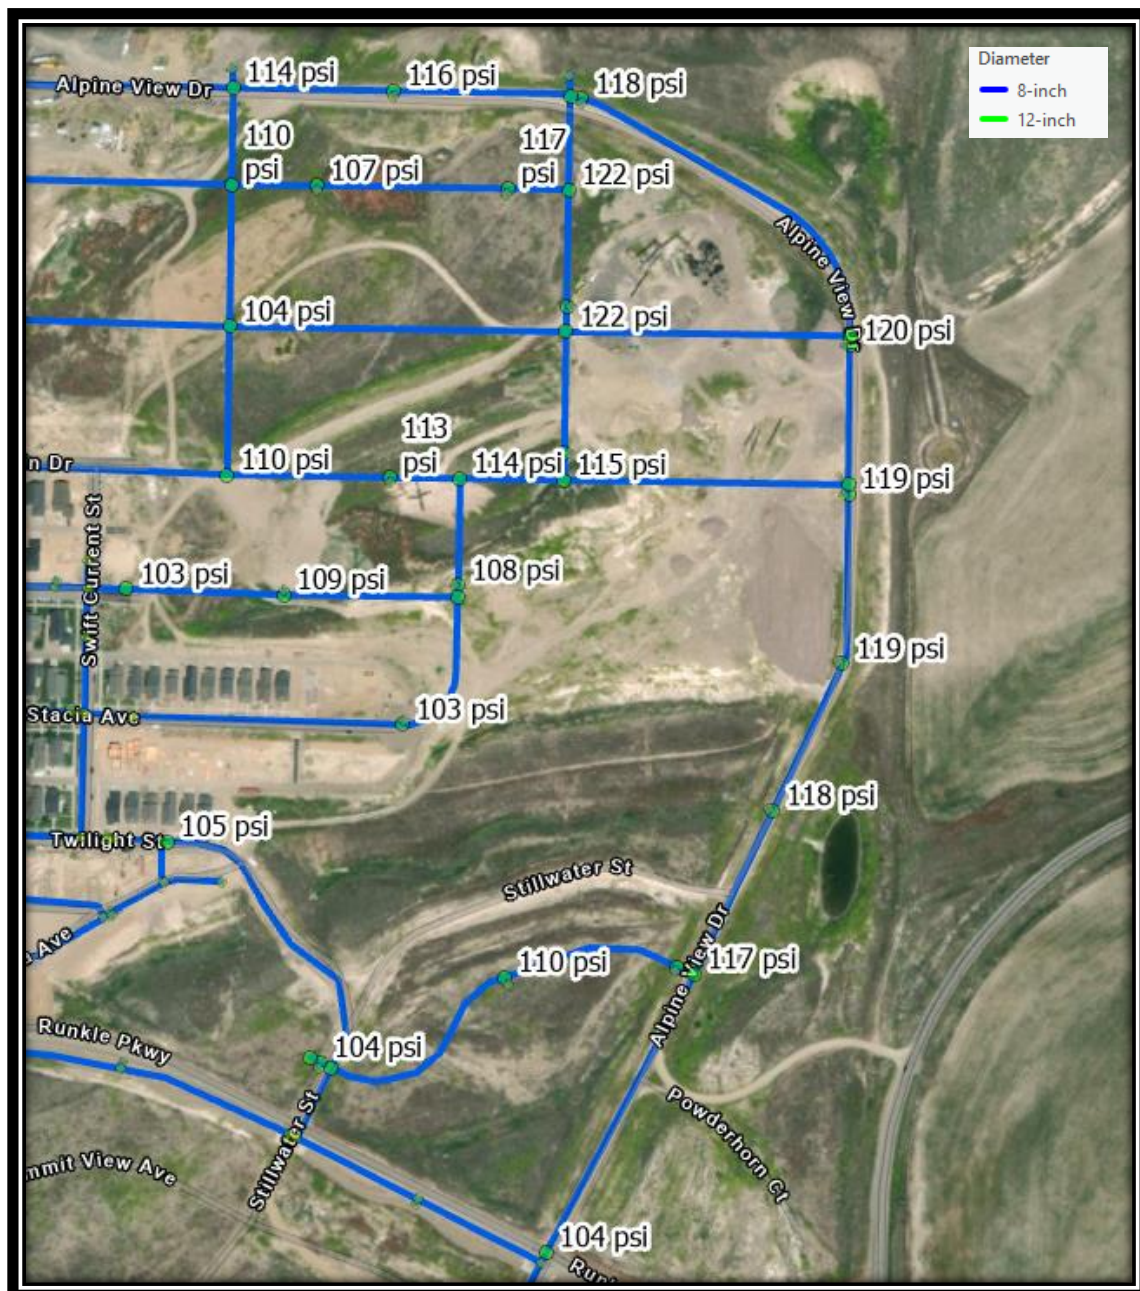 Diameter
8-inch
12-inch
Alpine View Dr
114 psi
116 psi
118 psi
110
psi
107 psi
117
psi
122 psi
Alpine View Dr
104 psi
122 psi
120 psi
n Dr
110 psi
113
psi
114 psi
115 psi
119 psi
Swift Current St
103 psi
109 psi
108 psi
119 psi
Stacia Ave
103 psi
118 psi
Twilight St
105 psi
Stillwater St
Ave
110 psi
Alpine View Dr
117 psi
Runkle Pkwy
104 psi
Powderhorn Ct
mmit View Ave
Stillwater St
104 psi
Runk